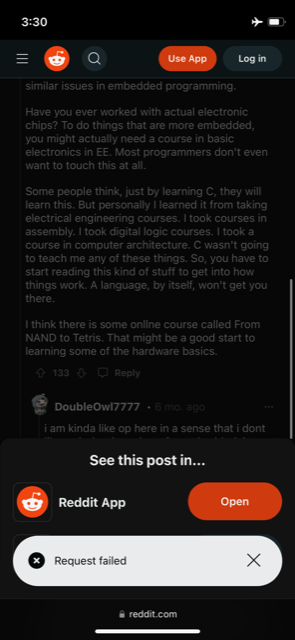 3:30
Use App
Log in
similar issues in embedded programming.
Have you ever worked with actual electronic
chips? To do things that are more embedded,
you might actually need a course in basic
electronics in EE. Most programmers don't even
want to touch this at all.
Some people think, just by learning C, they will
learn this. But personally I learned it from taking
electrical engineering courses. I took courses in
assembly. I took digital logic courses. I took a
course in computer architecture. C wasn't going
to teach me any of these things. So, you have to
start reading this kind of stuff to get into how
things work. A language, by itself, won't get you
there.
I think there is some online course called From
NAND to Tetris. That might be a good start to
learning some of the hardware basics.
133
Reply
DoubleOwl7777 • 6 mo. ago
i am kinda like op here in a sense that i dont
See this post in...
Reddit App
Open
Request failed
reddit.com